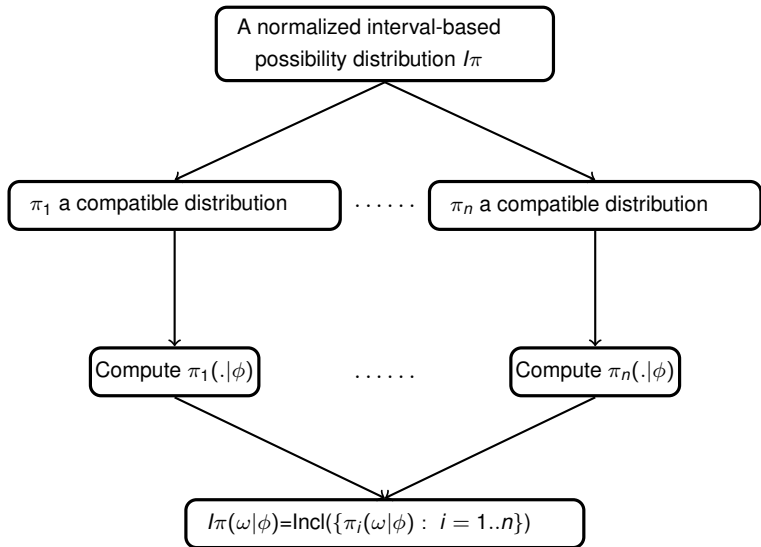 A normalized interval-based
possibility distribution Iπ
π₁ a compatible distribution ...... πₙ a compatible distribution
Compute π₁(.|ϕ) ...... Compute πₙ(.|ϕ)
Iπ(ω|ϕ)=Incl({πᵢ(ω|ϕ) : i = 1..n})